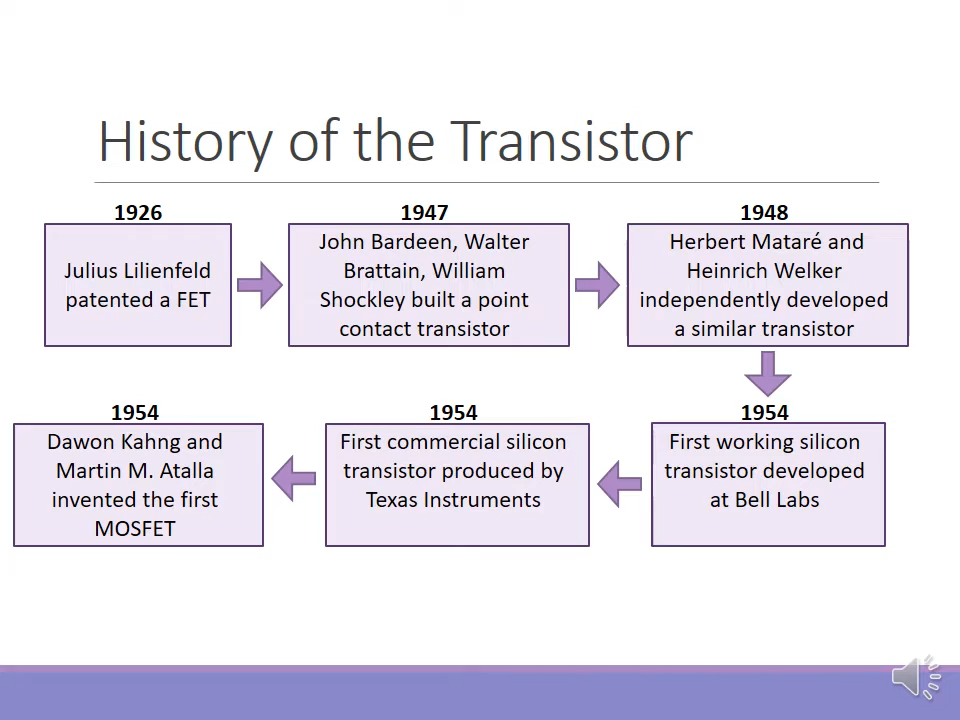 History of the Transistor
1926
Julius Lilienfeld
patented a FET
1947
John Bardeen, Walter
Brattain, William
Shockley built a point
contact transistor
1948
Herbert Mataré and
Heinrich Welker
independently developed
a similar transistor
1954
First working silicon
transistor developed
at Bell Labs
1954
First commercial silicon
transistor produced by
Texas Instruments
1954
Dawon Kahng and
Martin M. Atalla
invented the first
MOSFET